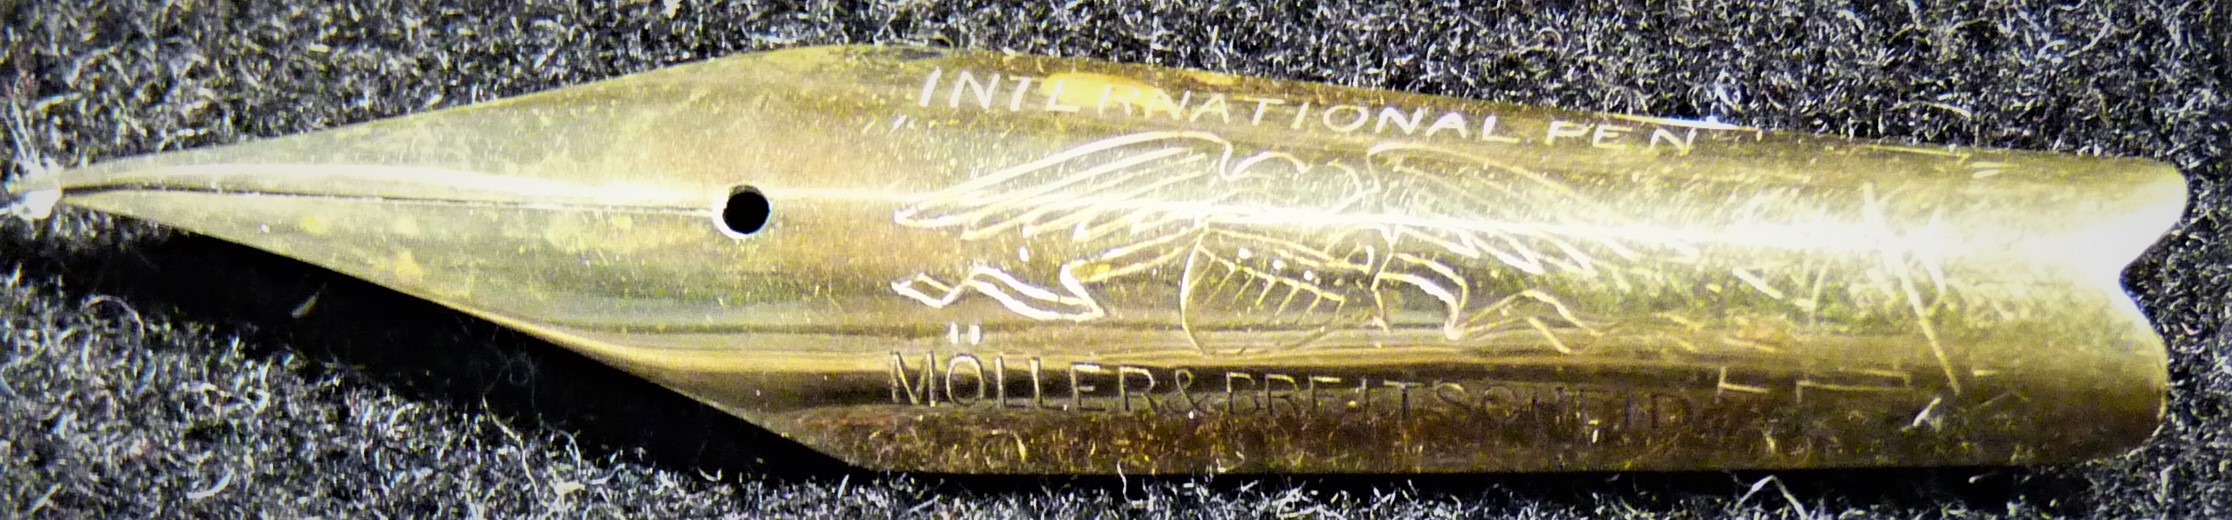 INTERNATIONAL PEN
MÖLLER & BREITSCHEID